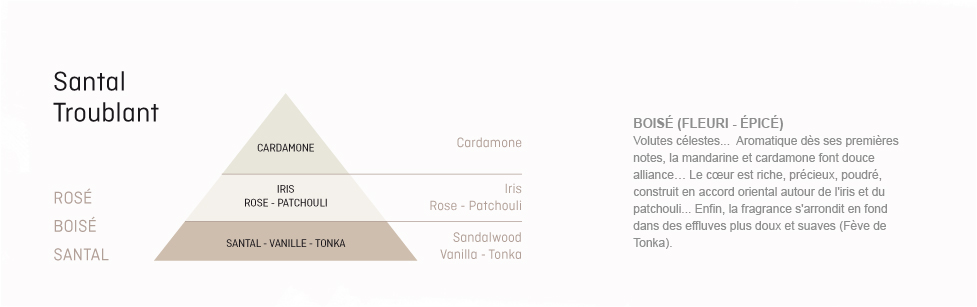 Santal
Troublant
ROSÉ
BOISÉ
SANTAL
CARDAMONE
IRIS
ROSE - PATCHOULI
SANTAL - VANILLE - TONKA
Cardamone
Iris
Rose - Patchouli
Sandalwood
Vanilla - Tonka
BOISÉ (FLEURI - ÉPICÉ)
Volutes célestes... Aromatique dès ses premières
notes, la mandarine et cardamone font douce
alliance… Le cœur est riche, précieux, poudré,
construit en accord oriental autour de l'iris et du
patchouli... Enfin, la fragrance s'arrondit en fond
dans des effluves plus doux et suaves (Fève de
Tonka).